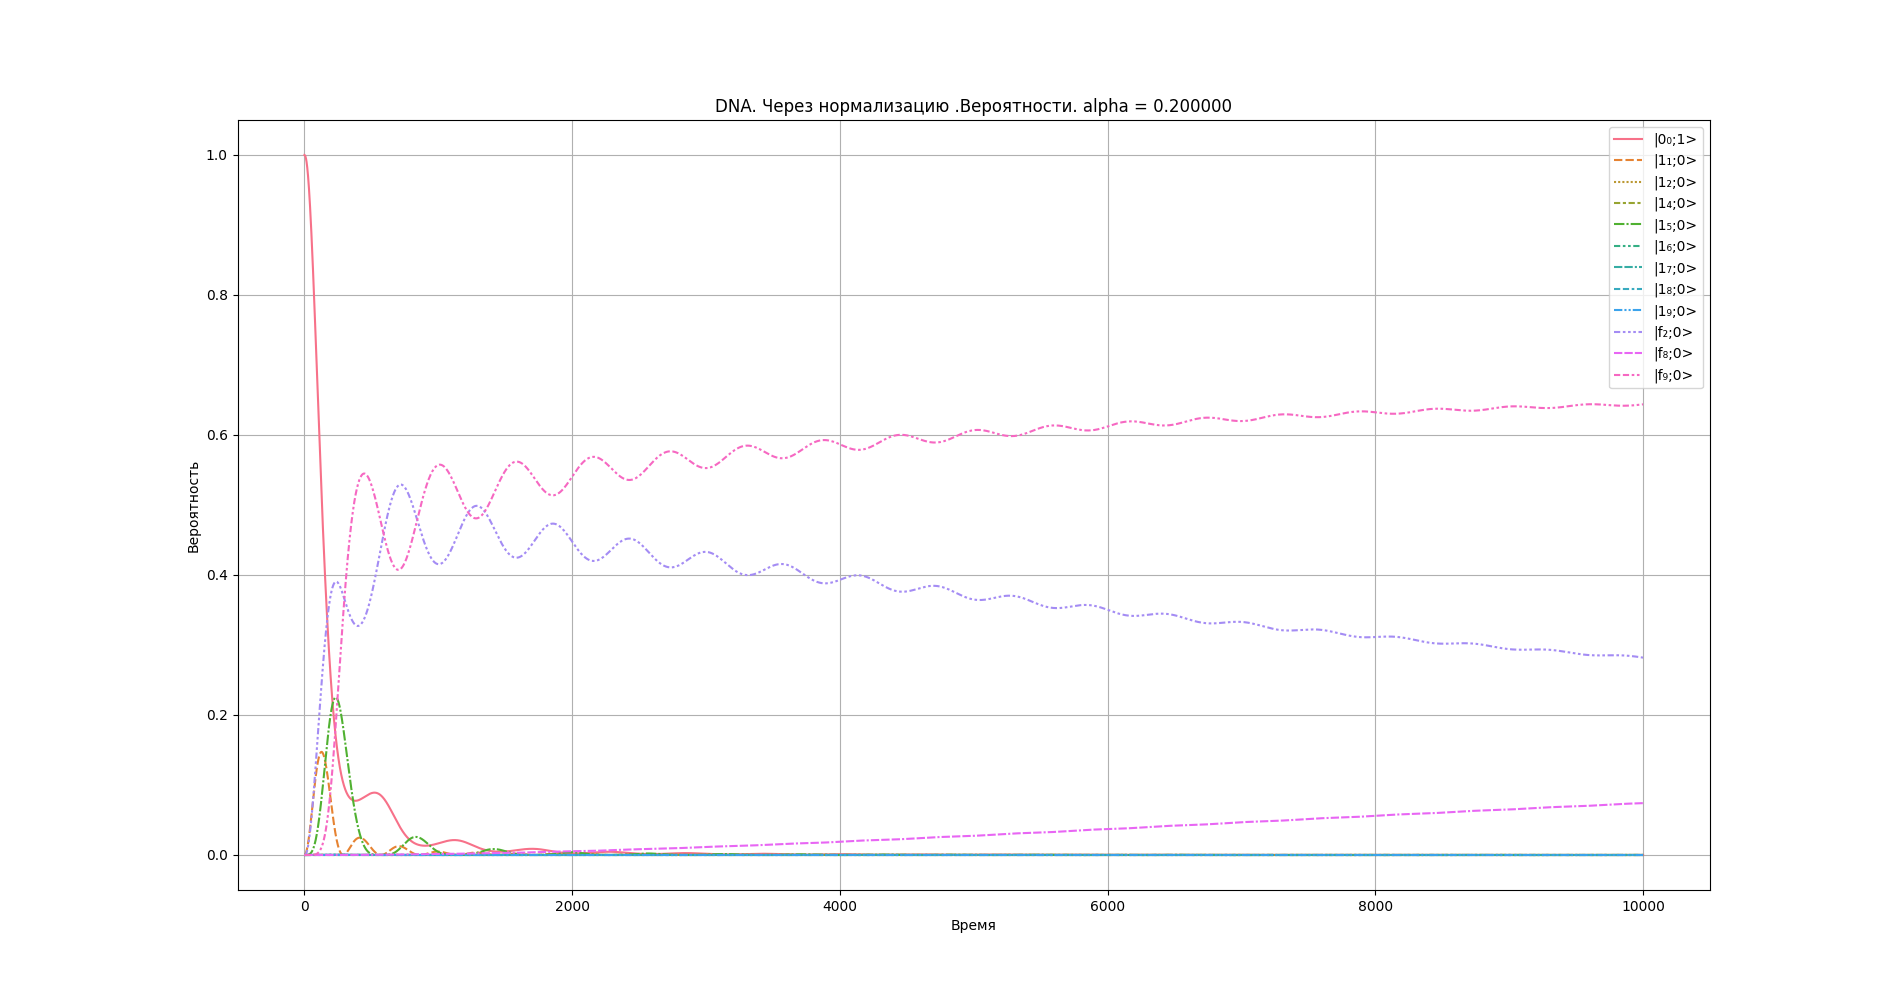 DNA. Через нормализацию .Вероятности. alpha = 0.200000
1.0
0.8
0.6
0.4
0.2
0.0
Вероятность
0 2000 4000 6000 8000 10000
Время
|0₀;1>
|1₁;0>
|1₂;0>
|1₄;0>
|1₅;0>
|1₆;0>
|1₇;0>
|1₈;0>
|1₉;0>
|f₂;0>
|f₈;0>
|f₉;0>